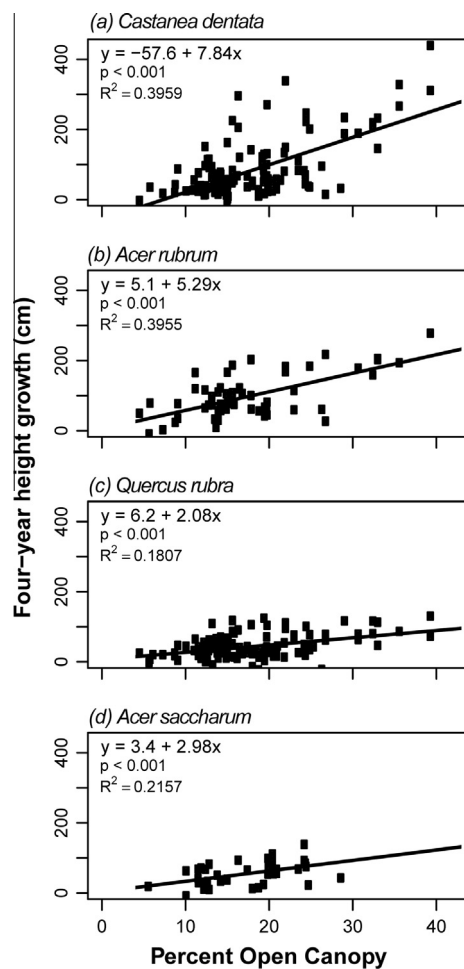 (a) Castanea dentata
y = −57.6 + 7.84x
p < 0.001
R² = 0.3959
400
200
0
(b) Acer rubrum
y = 5.1 + 5.29x
p < 0.001
R² = 0.3955
400
200
0
Four−year height growth (cm)
(c) Quercus rubra
y = 6.2 + 2.08x
p < 0.001
R² = 0.1807
400
200
0
(d) Acer saccharum
y = 3.4 + 2.98x
p < 0.001
R² = 0.2157
400
200
0
0 10 20 30 40
Percent Open Canopy